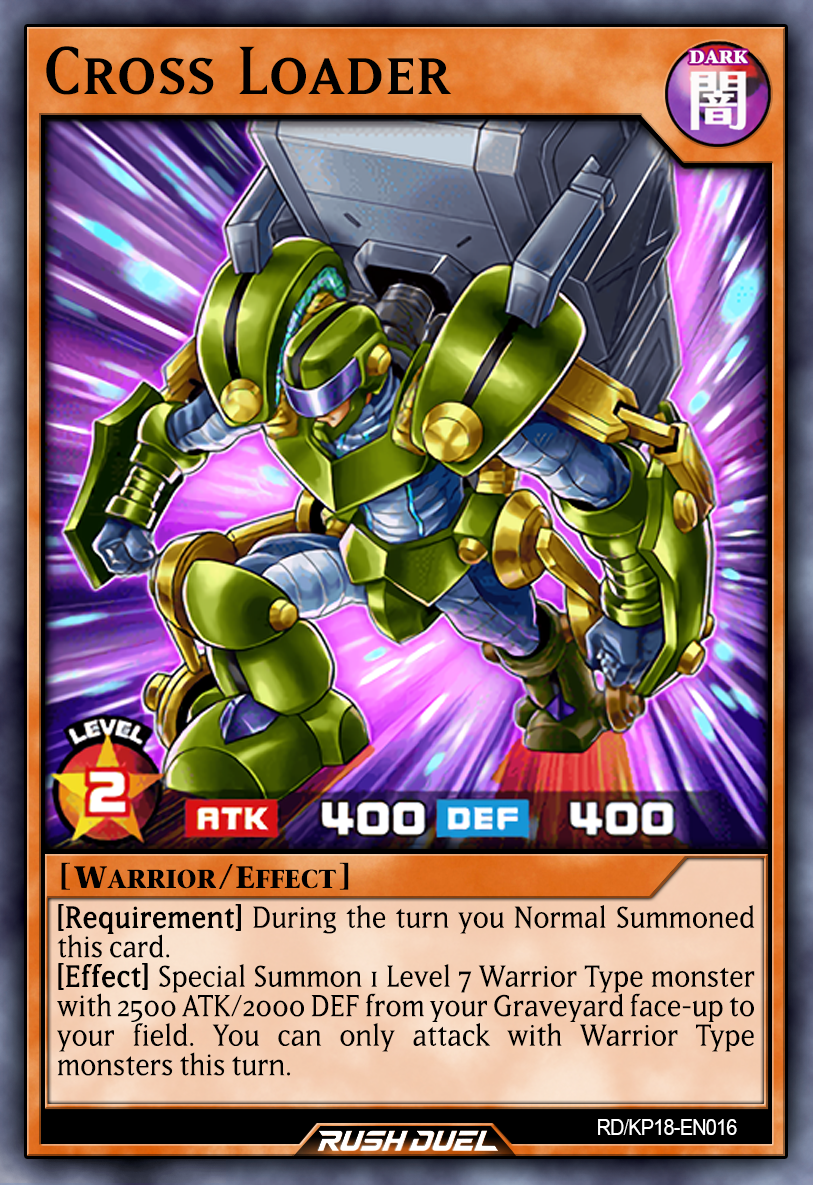 Cross Loader
DARK
闇
LEVEL
2
ATK 400 DEF 400
[Warrior/Effect]
[Requirement] During the turn you Normal Summoned
this card.
[Effect] Special Summon 1 Level 7 Warrior Type monster
with 2500 ATK/2000 DEF from your Graveyard face-up to
your field. You can only attack with Warrior Type
monsters this turn.
RD/KP18-EN016
RUSH DUEL